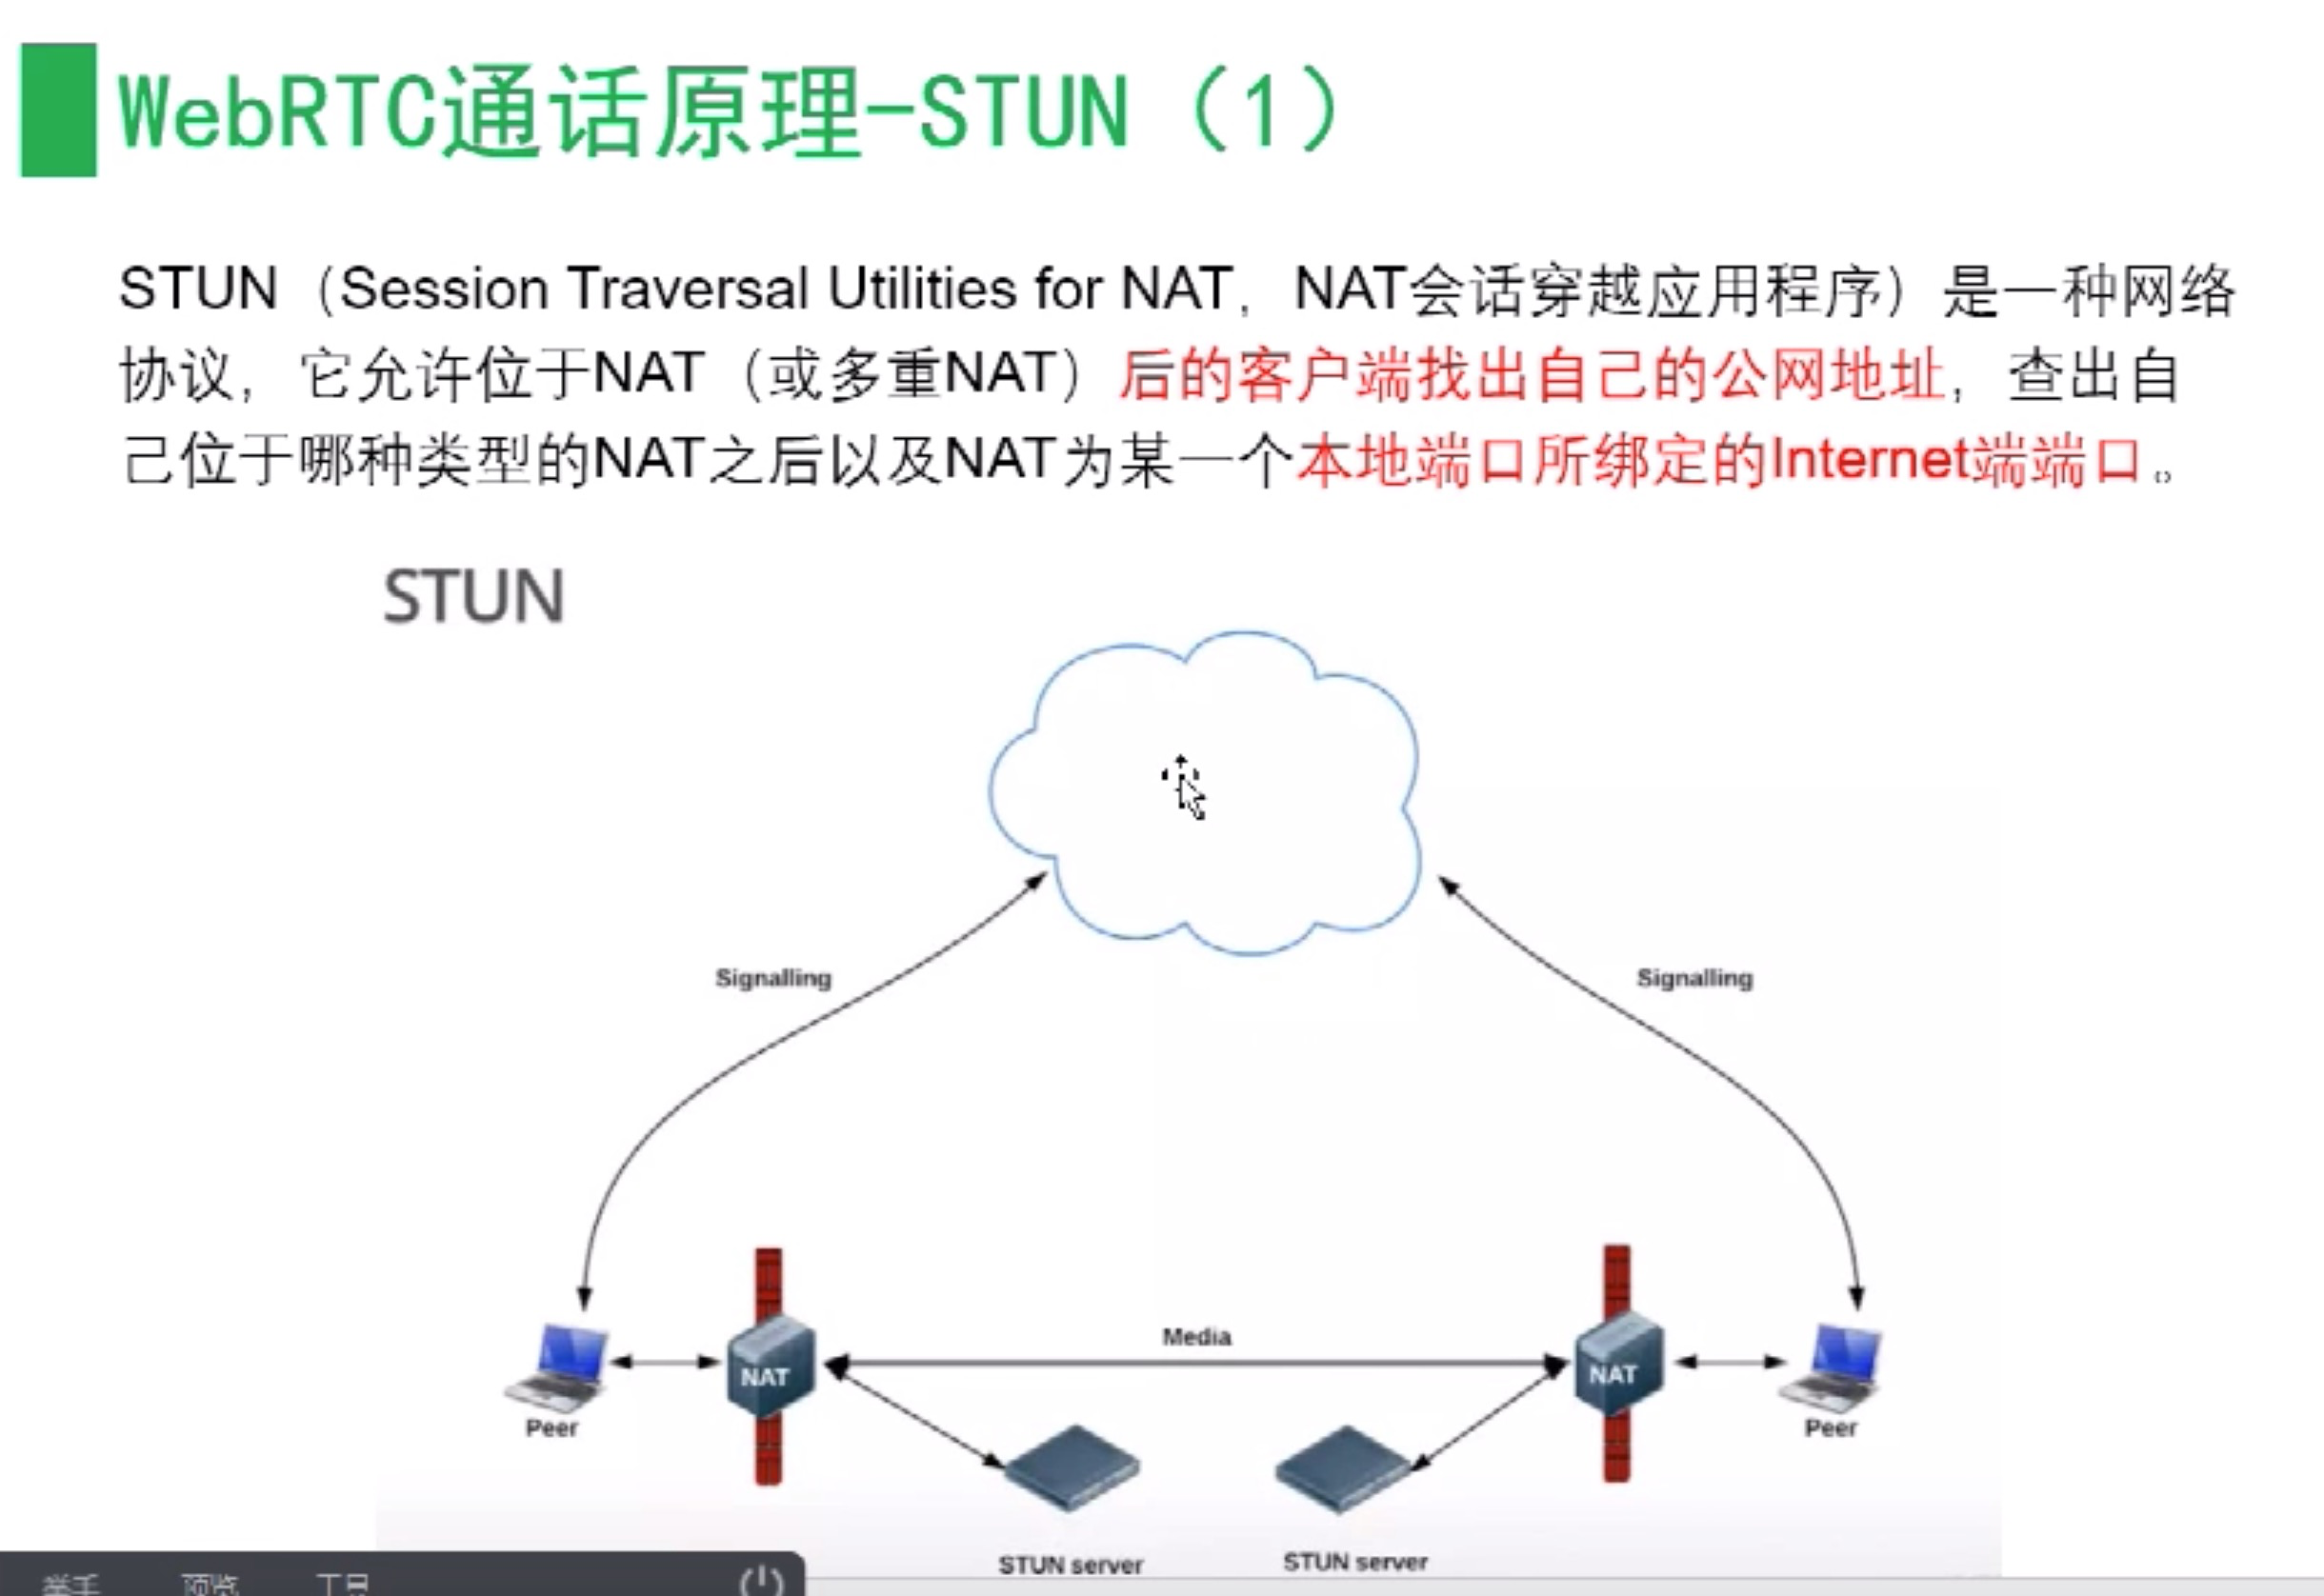 WebRTC通话原理-STUN（1）
STUN（Session Traversal Utilities for NAT，NAT会话穿越应用程序）是一种网络
协议，它允许位于NAT（或多重NAT）后的客户端找出自己的公网地址，查出自
己位于哪种类型的NAT之后以及NAT为某一个本地端口所绑定的Internet端端口。
STUN
Signalling
Signalling
Media
NAT
NAT
Peer
Peer
STUN server
STUN server
举手 预览 工具